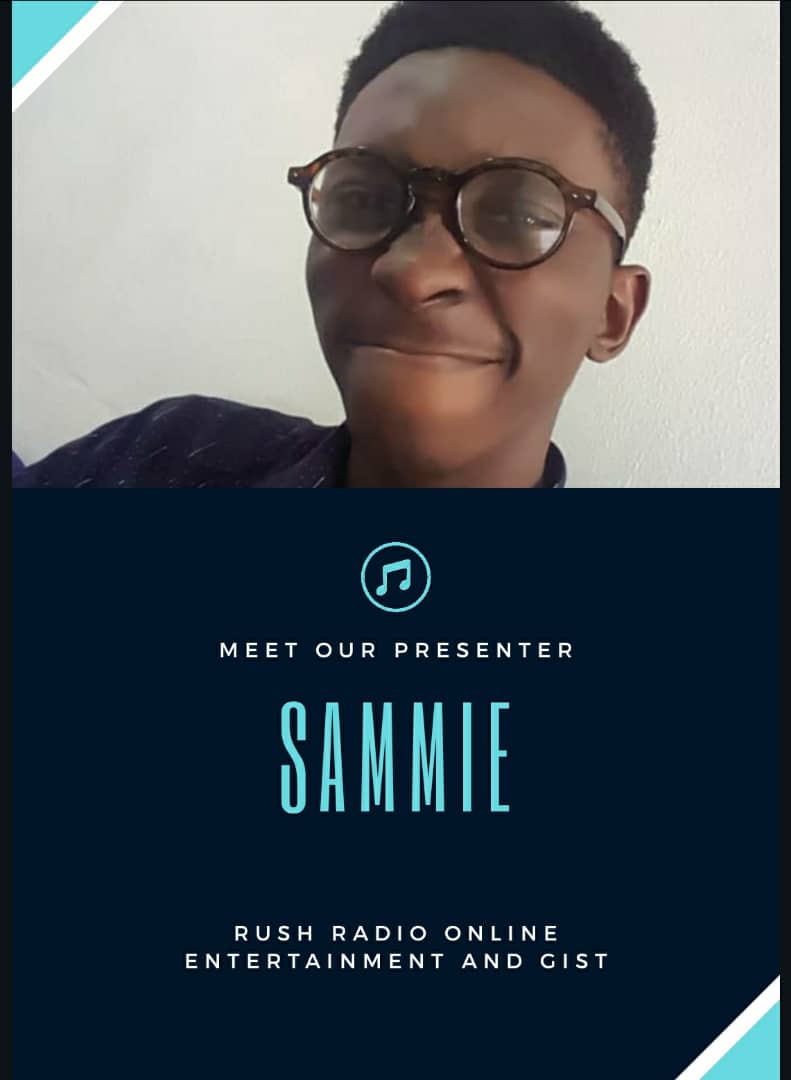 MEET OUR PRESENTER
SAMMIE
RUSH RADIO ONLINE
ENTERTAINMENT AND GIST